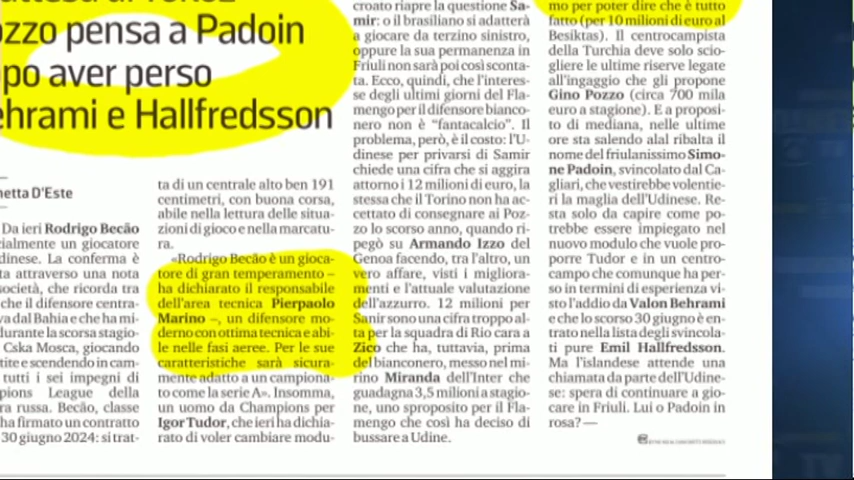 ozzo pensa a Padoin
po aver perso
ehrami e Hallfredsson
netta D'Este
Da ieri Rodrigo Becão
cialmente un giocatore
dinese. La conferma è
ta attraverso una nota
società, che ricorda tra
che il difensore centra-
va dal Bahia e che ha mi-
durante la scorsa stagio-
Cska Mosca, giocando
tite e scendendo in cam-
tutti i sei impegni di
pions League della
ra russa. Becão, classe
ha firmato un contratto
30 giugno 2024: si trat-
ta di un centrale alto ben 191
centimetri, con buona corsa,
abile nella lettura delle situa-
zioni di gioco e nella marcatu-
ra.
«Rodrigo Becão è un gioca-
tore di gran temperamento –
ha dichiarato il responsabile
dell'area tecnica Pierpaolo
Marino –, un difensore mo-
derno con ottima tecnica e abi-
le nelle fasi aeree. Per le sue
caratteristiche sarà sicura-
mente adatto a un campiona-
to come la serie A». Insomma,
un uomo da Champions per
Igor Tudor, che ieri ha dichia-
rato di voler cambiare modu-
croato riapre la questione Sa-
mir: o il brasiliano si adatterà
a giocare da terzino sinistro,
oppure la sua permanenza in
Friuli non sarà poi così sconta-
ta. Ecco, quindi, che l'interes-
se degli ultimi giorni del Fla-
mengo per il difensore bianco-
nero non è "fantacalcio". Il
problema, però, è il costo: l'U-
dinese per privarsi di Samir
chiede una cifra che si aggira
attorno i 12 milioni di euro, la
stessa che il Torino non ha ac-
cettato di consegnare ai Poz-
zo lo scorso anno, quando ri-
pegò su Armando Izzo del
Genoa facendo, tra l'altro, un
vero affare, visti i migliora-
menti e l'attuale valutazione
dell'azzurro. 12 milioni per
Samir sono una cifra troppo al-
ta per la squadra di Rio cara a
Zico che ha, tuttavia, prima
del bianconero, messo nel mi-
rino Miranda dell'Inter che
guadagna 3,5 milioni a stagio-
ne, uno sproposito per il Fla-
mengo che così ha deciso di
bussare a Udine.
mo per poter dire che è tutto
fatto (per 10 milioni di euro al
Besiktas). Il centrocampista
della Turchia deve solo scio-
gliere le ultime riserve legate
all'ingaggio che gli propone
Gino Pozzo (circa 700 mila
euro a stagione). E a proposi-
to di mediana, nelle ultime
ore sta salendo alal ribalta il
nome del friulanissimo Simo-
ne Padoin, svincolato dal Ca-
gliari, che vestirebbe volentie-
ri la maglia dell'Udinese. Re-
sta solo da capire come po-
trebbe essere impiegato nel
nuovo modulo che vuole pro-
porre Tudor e in un centro-
campo che comunque ha per-
so in termini di esperienza vi-
sto l'addio da Valon Behrami
e che lo scorso 30 giugno è en-
trato nella lista degli svincola-
ti pure Emil Hallfredsson.
Ma l'islandese attende una
chiamata da parte dell'Udine-
se: spera di continuare a gio-
care in Friuli. Lui o Padoin in
rosa? —